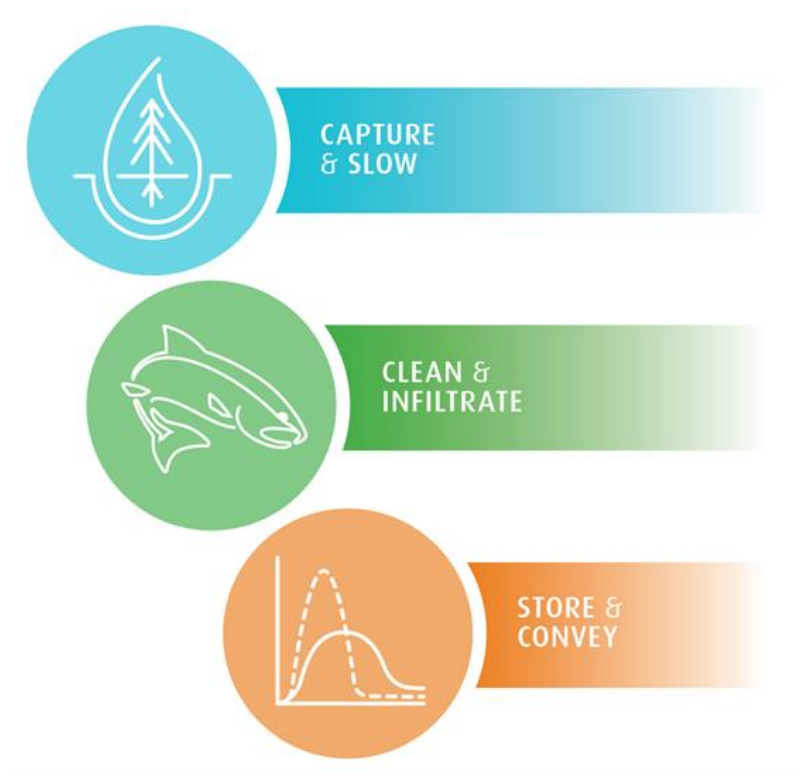 CAPTURE
& SLOW
CLEAN &
INFILTRATE
STORE &
CONVEY